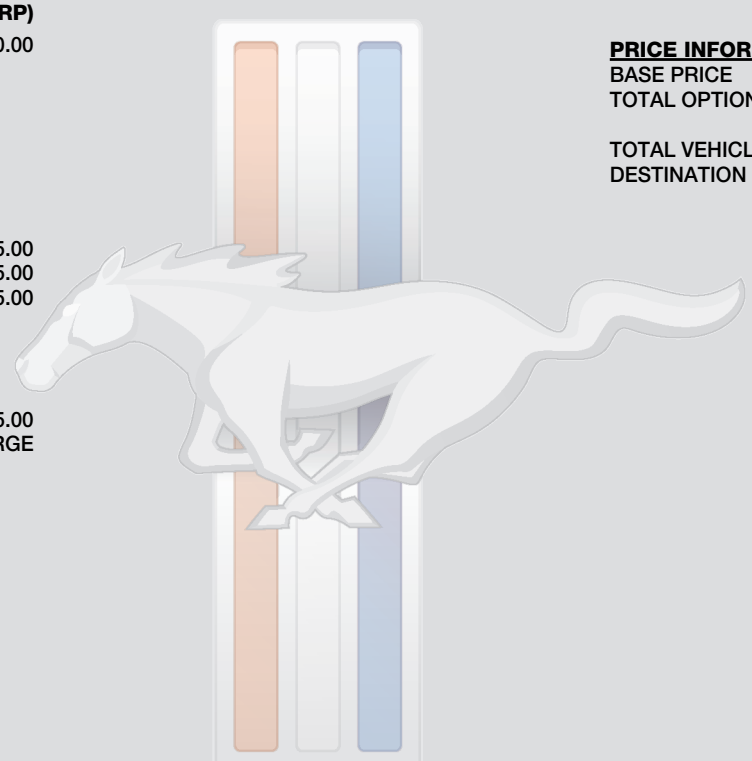 RP)
0.00
5.00
5.00
5.00
5.00
RGE
PRICE INFOR
BASE PRICE
TOTAL OPTION
TOTAL VEHICL
DESTINATION